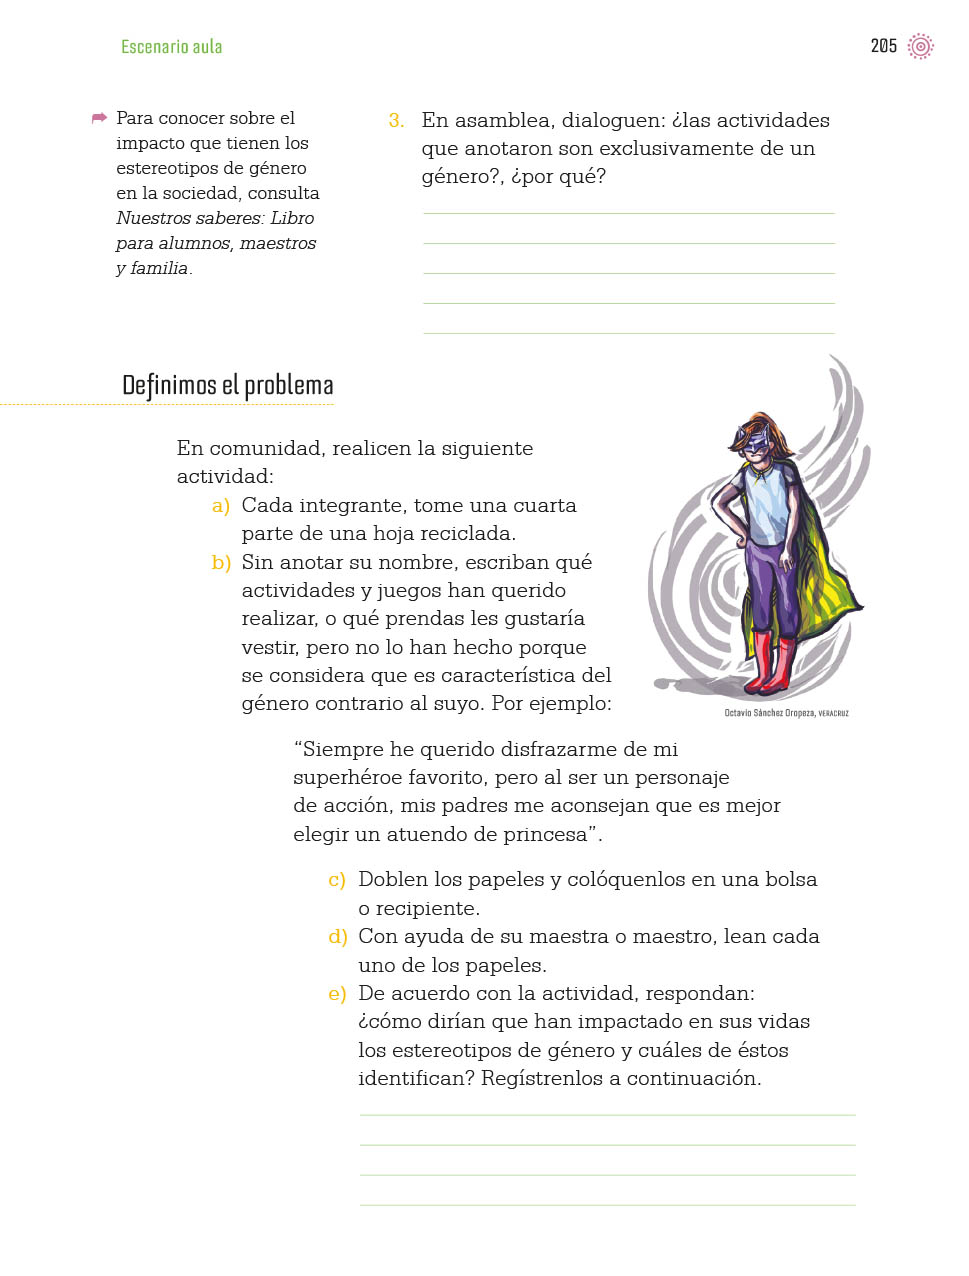 Escenario aula
205
Para conocer sobre el
impacto que tienen los
estereotipos de género
en la sociedad, consulta
Nuestros saberes: Libro
para alumnos, maestros
y familia.
3. En asamblea, dialoguen: ¿las actividades
que anotaron son exclusivamente de un
género?, ¿por qué?
Definimos el problema
En comunidad, realicen la siguiente
actividad:
a) Cada integrante, tome una cuarta
parte de una hoja reciclada.
b) Sin anotar su nombre, escriban qué
actividades y juegos han querido
realizar, o qué prendas les gustaría
vestir, pero no lo han hecho porque
se considera que es característica del
género contrario al suyo. Por ejemplo:
Octavio Sánchez Oropeza, VERACRUZ
“Siempre he querido disfrazarme de mi
superhéroe favorito, pero al ser un personaje
de acción, mis padres me aconsejan que es mejor
elegir un atuendo de princesa”.
c) Doblen los papeles y colóquenlos en una bolsa
o recipiente.
d) Con ayuda de su maestra o maestro, lean cada
uno de los papeles.
e) De acuerdo con la actividad, respondan:
¿cómo dirían que han impactado en sus vidas
los estereotipos de género y cuáles de éstos
identifican? Regístrenlos a continuación.